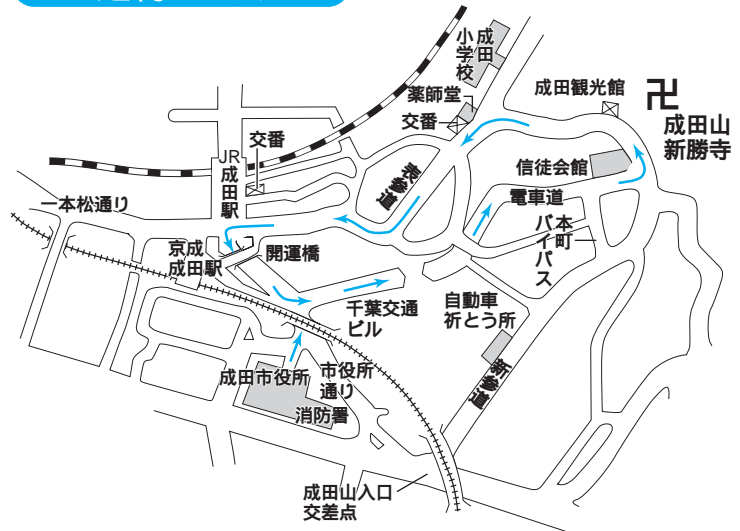 成田
小学校
薬師堂
交番
成田観光館
卍
成田山
新勝寺
交番
JR
成田駅
表参道
信徒会館
電車道
一本松通り
本町
バイパス
京成
成田駅
開運橋
千葉交通
ビル
自動車
祈とう所
新参道
成田市役所
市役所
通り
消防署
成田山入口
交差点